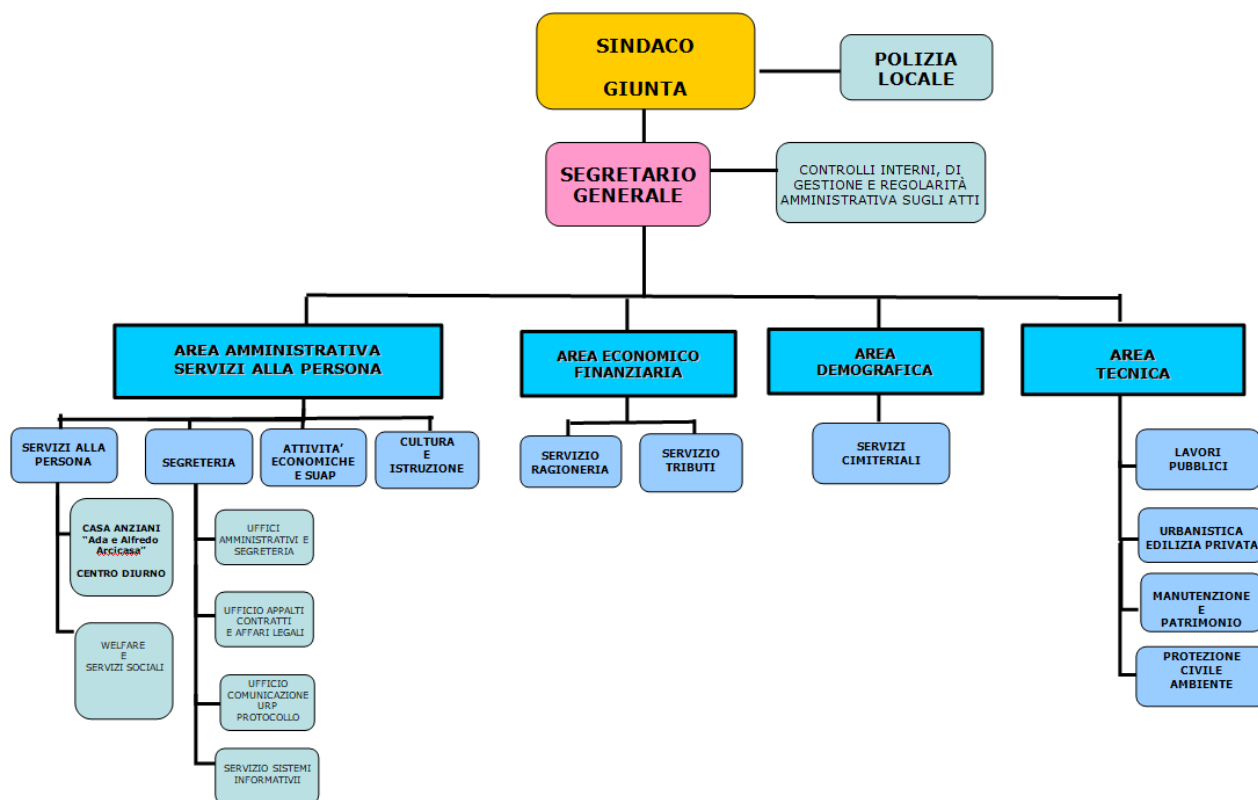 SINDACO
GIUNTA
POLIZIA
LOCALE
SEGRETARIO
GENERALE
CONTROLLI INTERNI, DI
GESTIONE E REGOLARITÀ
AMMINISTRATIVA SUGLI ATTI
AREA AMMINISTRATIVA
SERVIZI ALLA PERSONA
AREA ECONOMICO
FINANZIARIA
AREA
DEMOGRAFICA
AREA
TECNICA
SERVIZI ALLA
PERSONA
SEGRETERIA
ATTIVITA’
ECONOMICHE
E SUAP
CULTURA
E
ISTRUZIONE
SERVIZIO
RAGIONERIA
SERVIZIO
TRIBUTI
SERVIZI
CIMITERIALI
LAVORI
PUBBLICI
URBANISTICA
EDILIZIA PRIVATA
MANUTENZIONE
E
PATRIMONIO
PROTEZIONE
CIVILE
AMBIENTE
CASA ANZIANI
"Ada e Alfredo
Arcicasa"
CENTRO DIURNO
WELFARE
E
SERVIZI SOCIALI
UFFICI
AMMINISTRATIVI E
SEGRETERIA
UFFICIO APPALTI
CONTRATTI
E AFFARI LEGALI
UFFICIO
COMUNICAZIONE
URP
PROTOCOLLO
SERVIZIO SISTEMI
INFORMATIVII